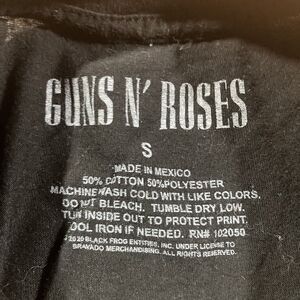 GUNS N' ROSES
S
MADE IN MEXICO
50% COTTON 50% POLYESTER
MACHINE WASH COLD WITH LIKE COLORS.
DO NOT BLEACH. TUMBLE DRY LOW.
TURN INSIDE OUT TO PROTECT PRINT.
COOL IRON IF NEEDED. RN# 102050
©2020 BLACK FROG ENTITIES, INC. UNDER LICENSE TO
BRAVADO MERCHANDISING. ALL RIGHTS RESERVED.